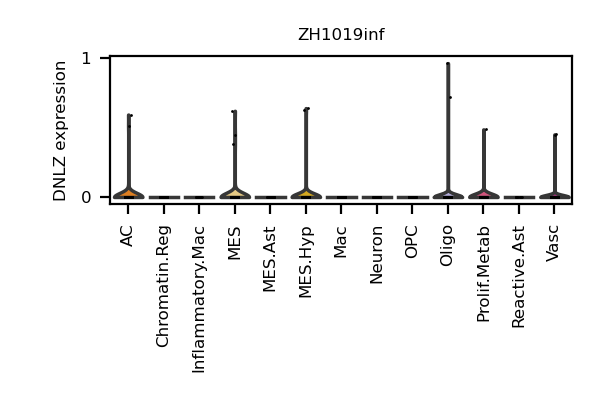 ZH1019inf
DNLZ expression
1
0
AC
Chromatin.Reg
Inflammatory.Mac
MES
MES.Ast
MES.Hyp
Mac
Neuron
OPC
Oligo
Prolif.Metab
Reactive.Ast
Vasc